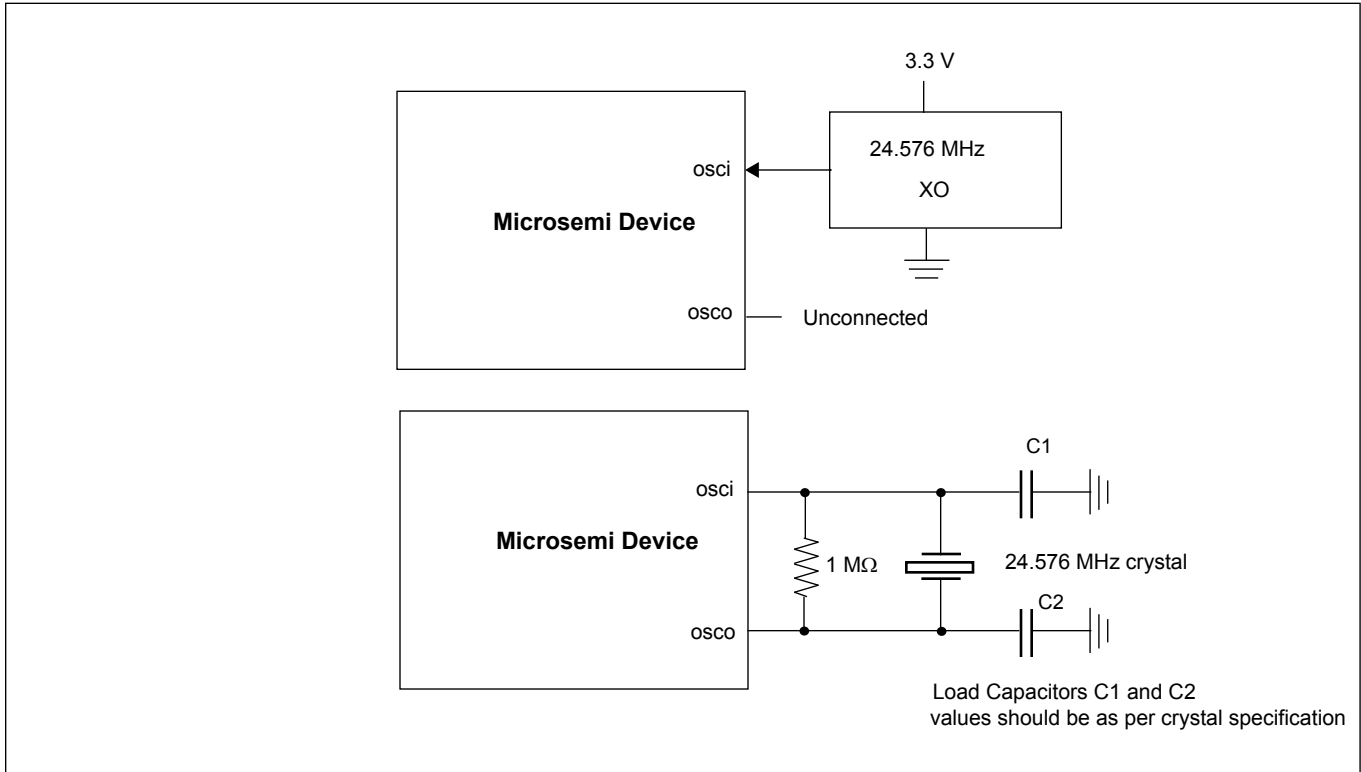 3.3 V
24.576 MHz
XO
osci
Microsemi Device
osco
Unconnected
C1
osci
Microsemi Device
1 MΩ
24.576 MHz crystal
C2
osco
Load Capacitors C1 and C2
values should be as per crystal specification